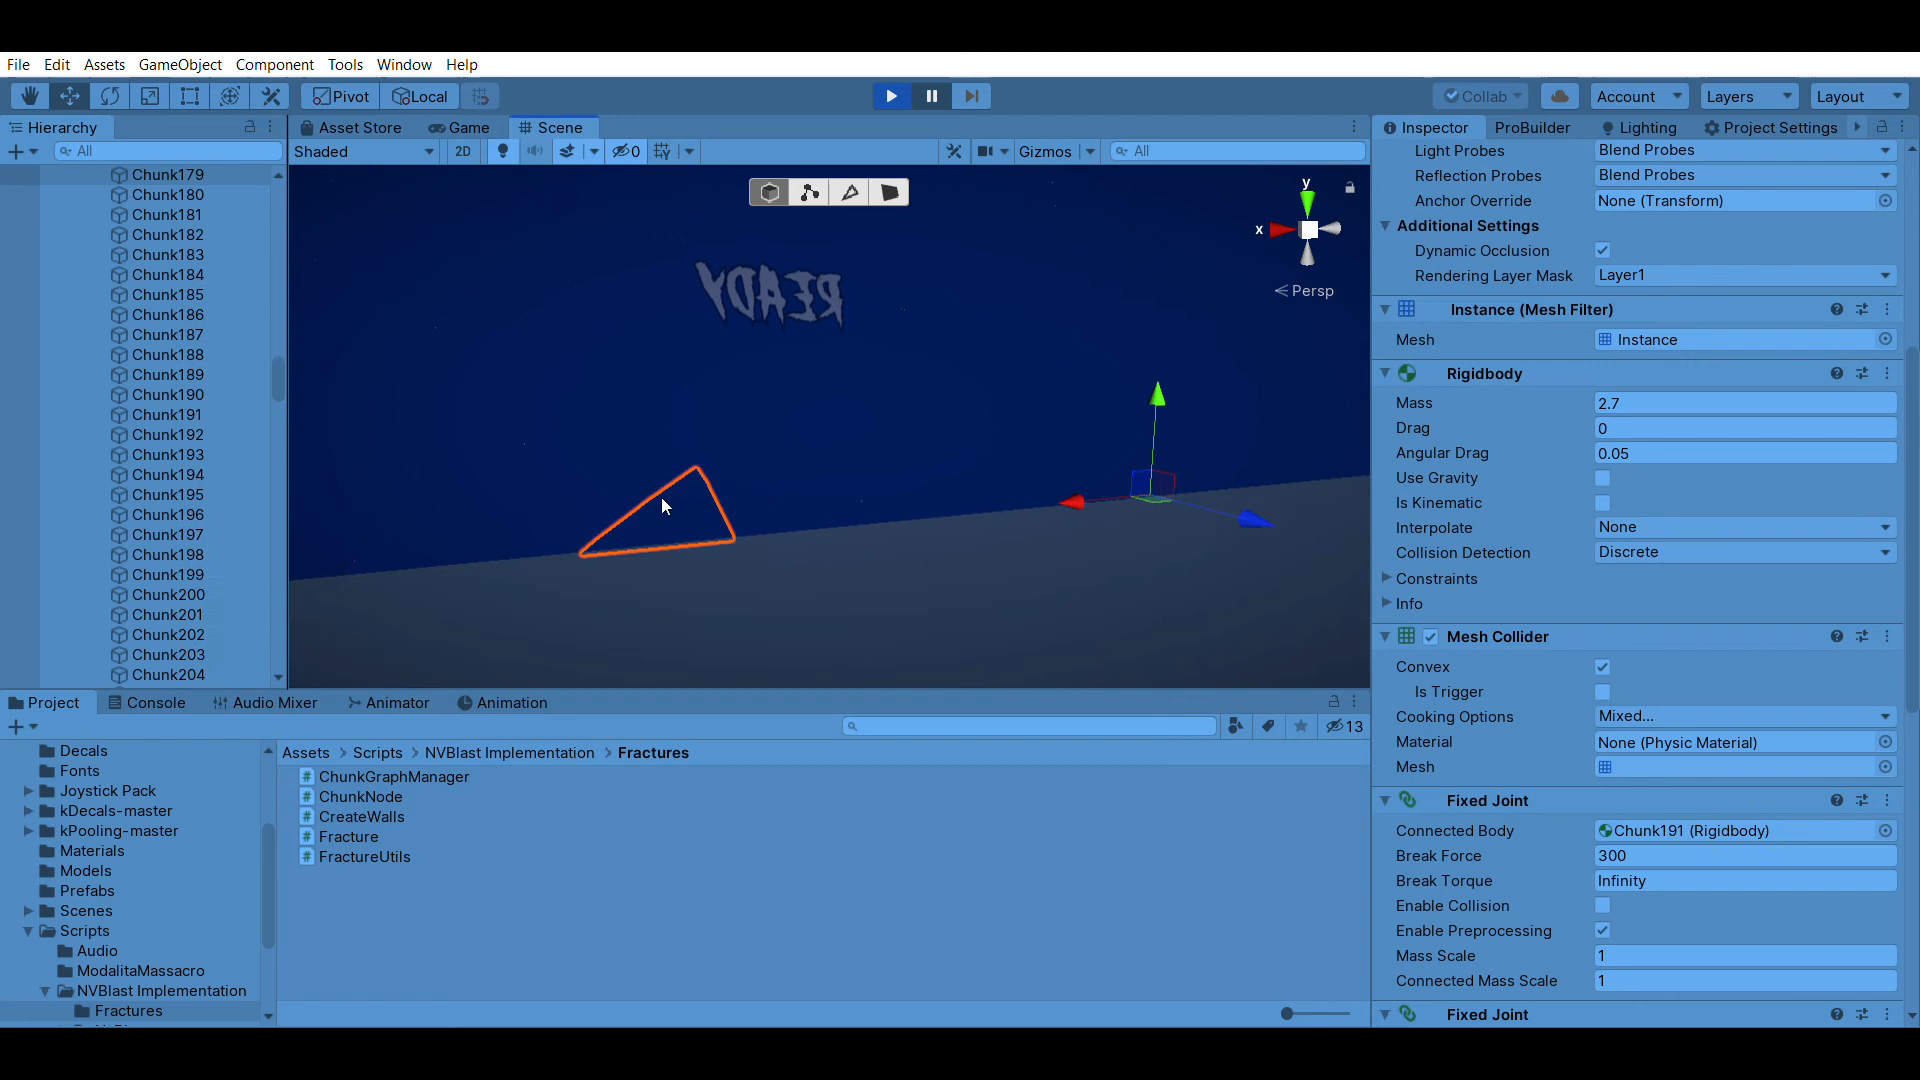 File Edit Assets GameObject Component Tools Window Help
Pivot Local Collab Account Layers Layout
Hierarchy
All
Chunk179
Chunk180
Chunk181
Chunk182
Chunk183
Chunk184
Chunk185
Chunk186
Chunk187
Chunk188
Chunk189
Chunk190
Chunk191
Chunk192
Chunk193
Chunk194
Chunk195
Chunk196
Chunk197
Chunk198
Chunk199
Chunk200
Chunk201
Chunk202
Chunk203
Chunk204
Asset Store Game Scene
Shaded 2D 0 Gizmos All
y
x
Persp
READY
Inspector ProBuilder Lighting Project Settings
Light Probes Blend Probes
Reflection Probes Blend Probes
Anchor Override None (Transform)
Additional Settings
Dynamic Occlusion
Rendering Layer Mask Layer1
Instance (Mesh Filter)
Mesh Instance
Rigidbody
Mass 2.7
Drag 0
Angular Drag 0.05
Use Gravity
Is Kinematic
Interpolate None
Collision Detection Discrete
Constraints
Info
Mesh Collider
Convex
Is Trigger
Cooking Options Mixed...
Material None (Physic Material)
Mesh
Fixed Joint
Connected Body Chunk191 (Rigidbody)
Break Force 300
Break Torque Infinity
Enable Collision
Enable Preprocessing
Mass Scale 1
Connected Mass Scale 1
Fixed Joint
Project Console Audio Mixer Animator Animation
13
Decals
Fonts
Joystick Pack
kDecals-master
kPooling-master
Materials
Models
Prefabs
Scenes
Scripts
Audio
ModalitaMassacro
NVBlast Implementation
Fractures
Assets > Scripts > NVBlast Implementation > Fractures
ChunkGraphManager
ChunkNode
CreateWalls
Fracture
FractureUtils